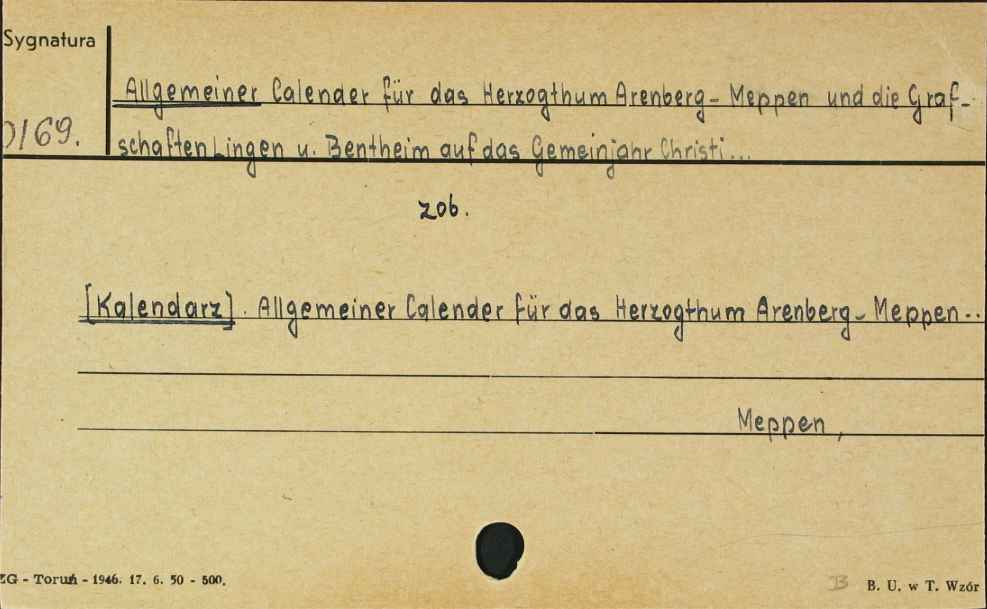 Sygnatura
Allgemeiner Calender für das Herzogthum Arenberg - Meppen und die Graf-
0169.
schaften Lingen u. Bentheim auf das Gemeinjahr Christi...
zob.
[Kalendarz]. Allgemeiner Calender für das Herzogthum Arenberg - Meppen..
Meppen,
ZG - Toruń - 1946. 17. 6. 50 - 500.
B B. U. w T. Wzór